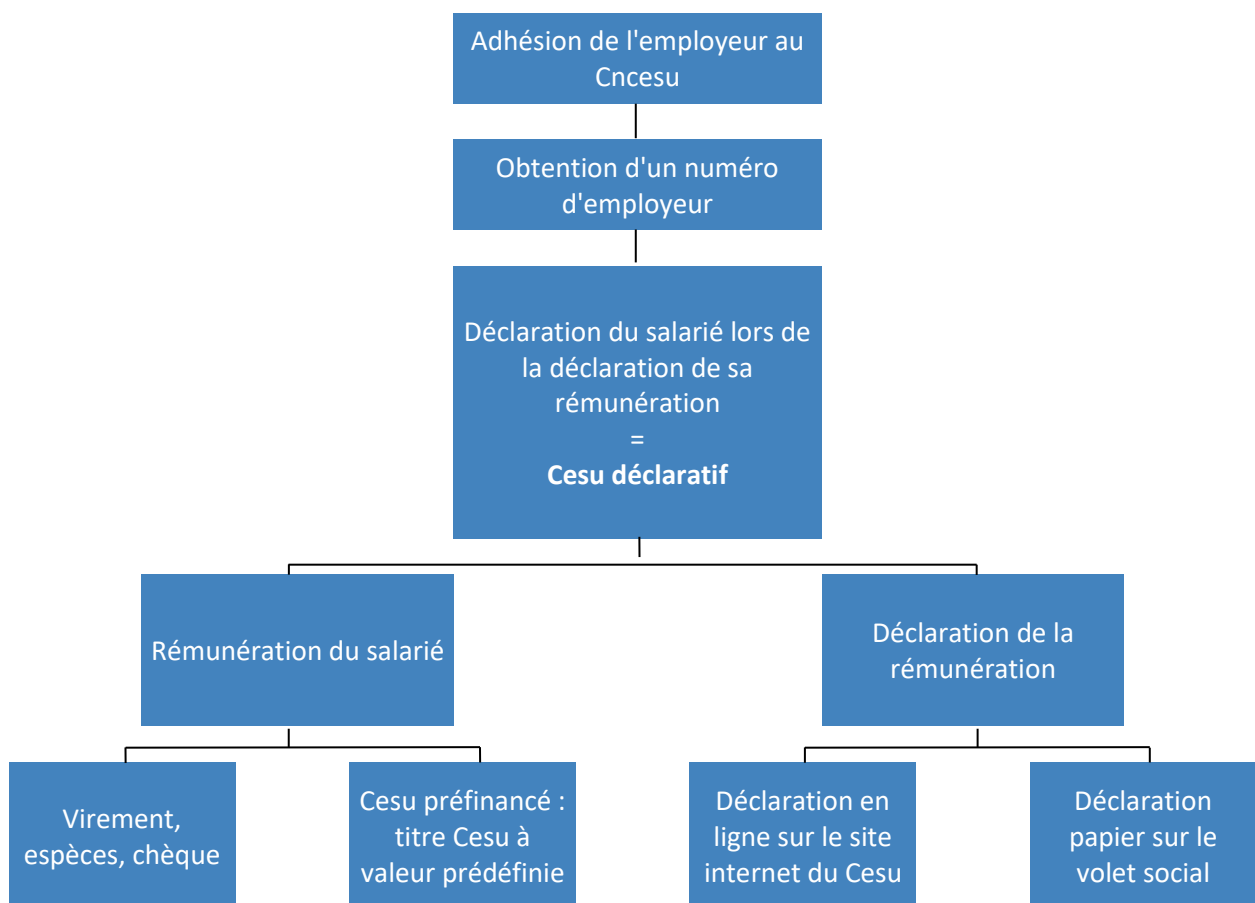 Adhésion de l'employeur au
Cncesu
Obtention d'un numéro
d'employeur
Déclaration du salarié lors de
la déclaration de sa
rémunération
=
Cesu déclaratif
Rémunération du salarié
Déclaration de la
rémunération
Virement,
espèces, chèque
Cesu préfinancé :
titre Cesu à
valeur prédéfinie
Déclaration en
ligne sur le site
internet du Cesu
Déclaration
papier sur le
volet social